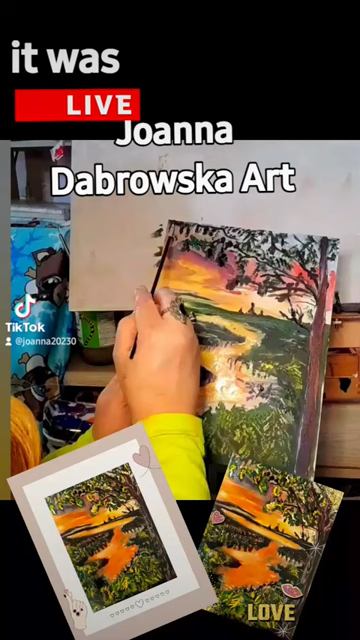 it was
LIVE
Joanna
Dabrowska Art
TikTok
@joanna20230
LOVE